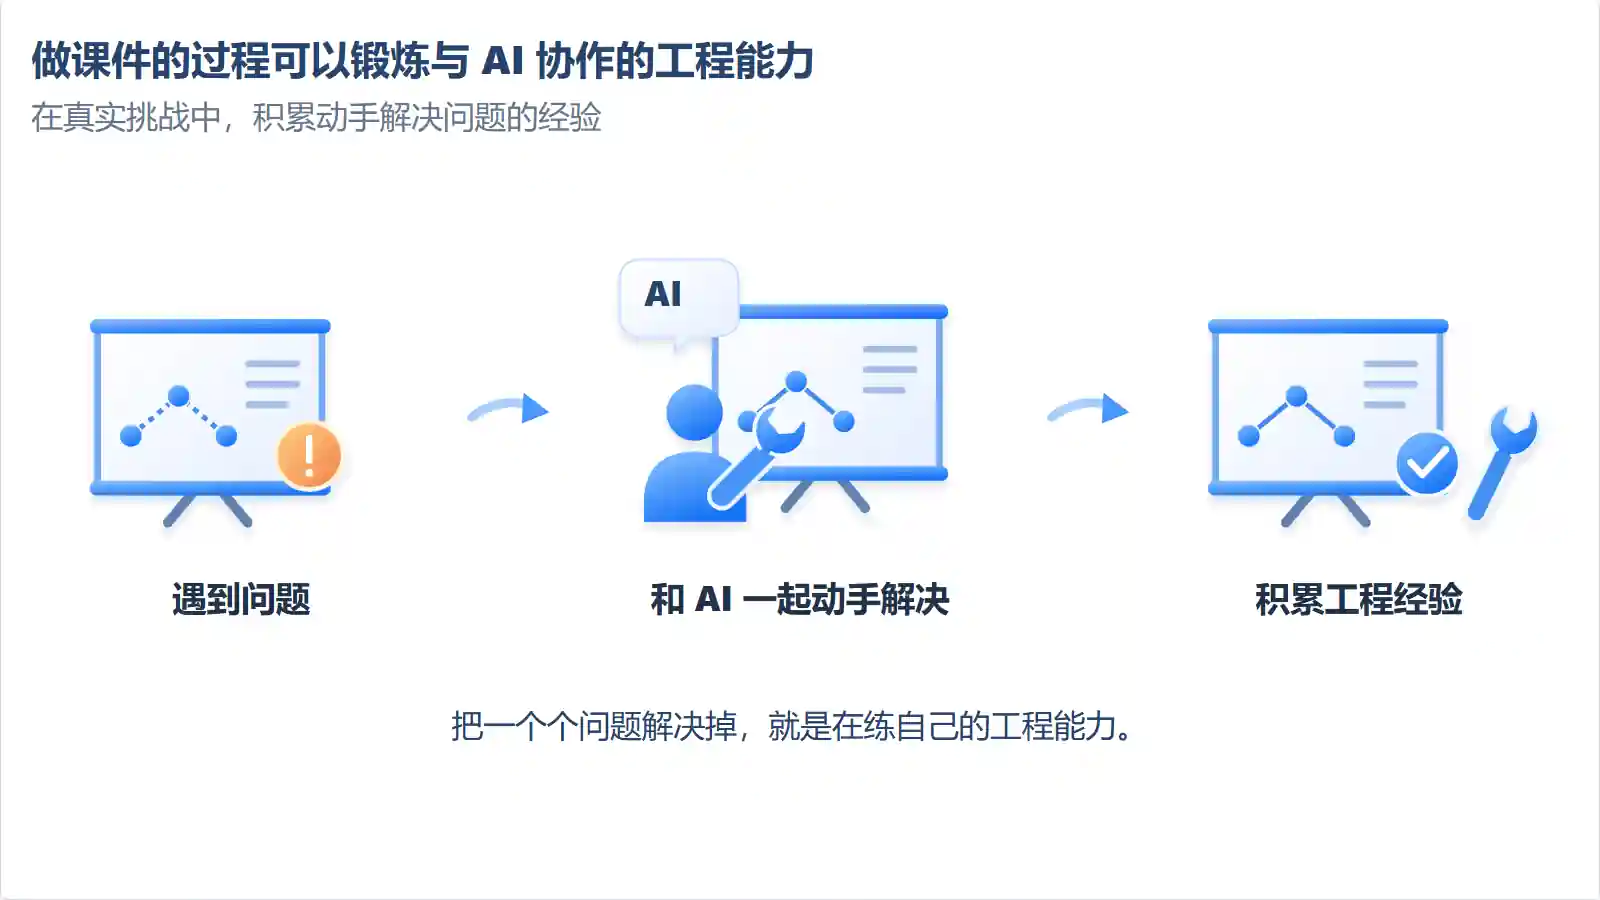 做课件的过程可以锻炼与 AI 协作的工程能力
在真实挑战中，积累动手解决问题的经验
AI
遇到问题
和 AI 一起动手解决
积累工程经验
把一个个问题解决掉，就是在练自己的工程能力。